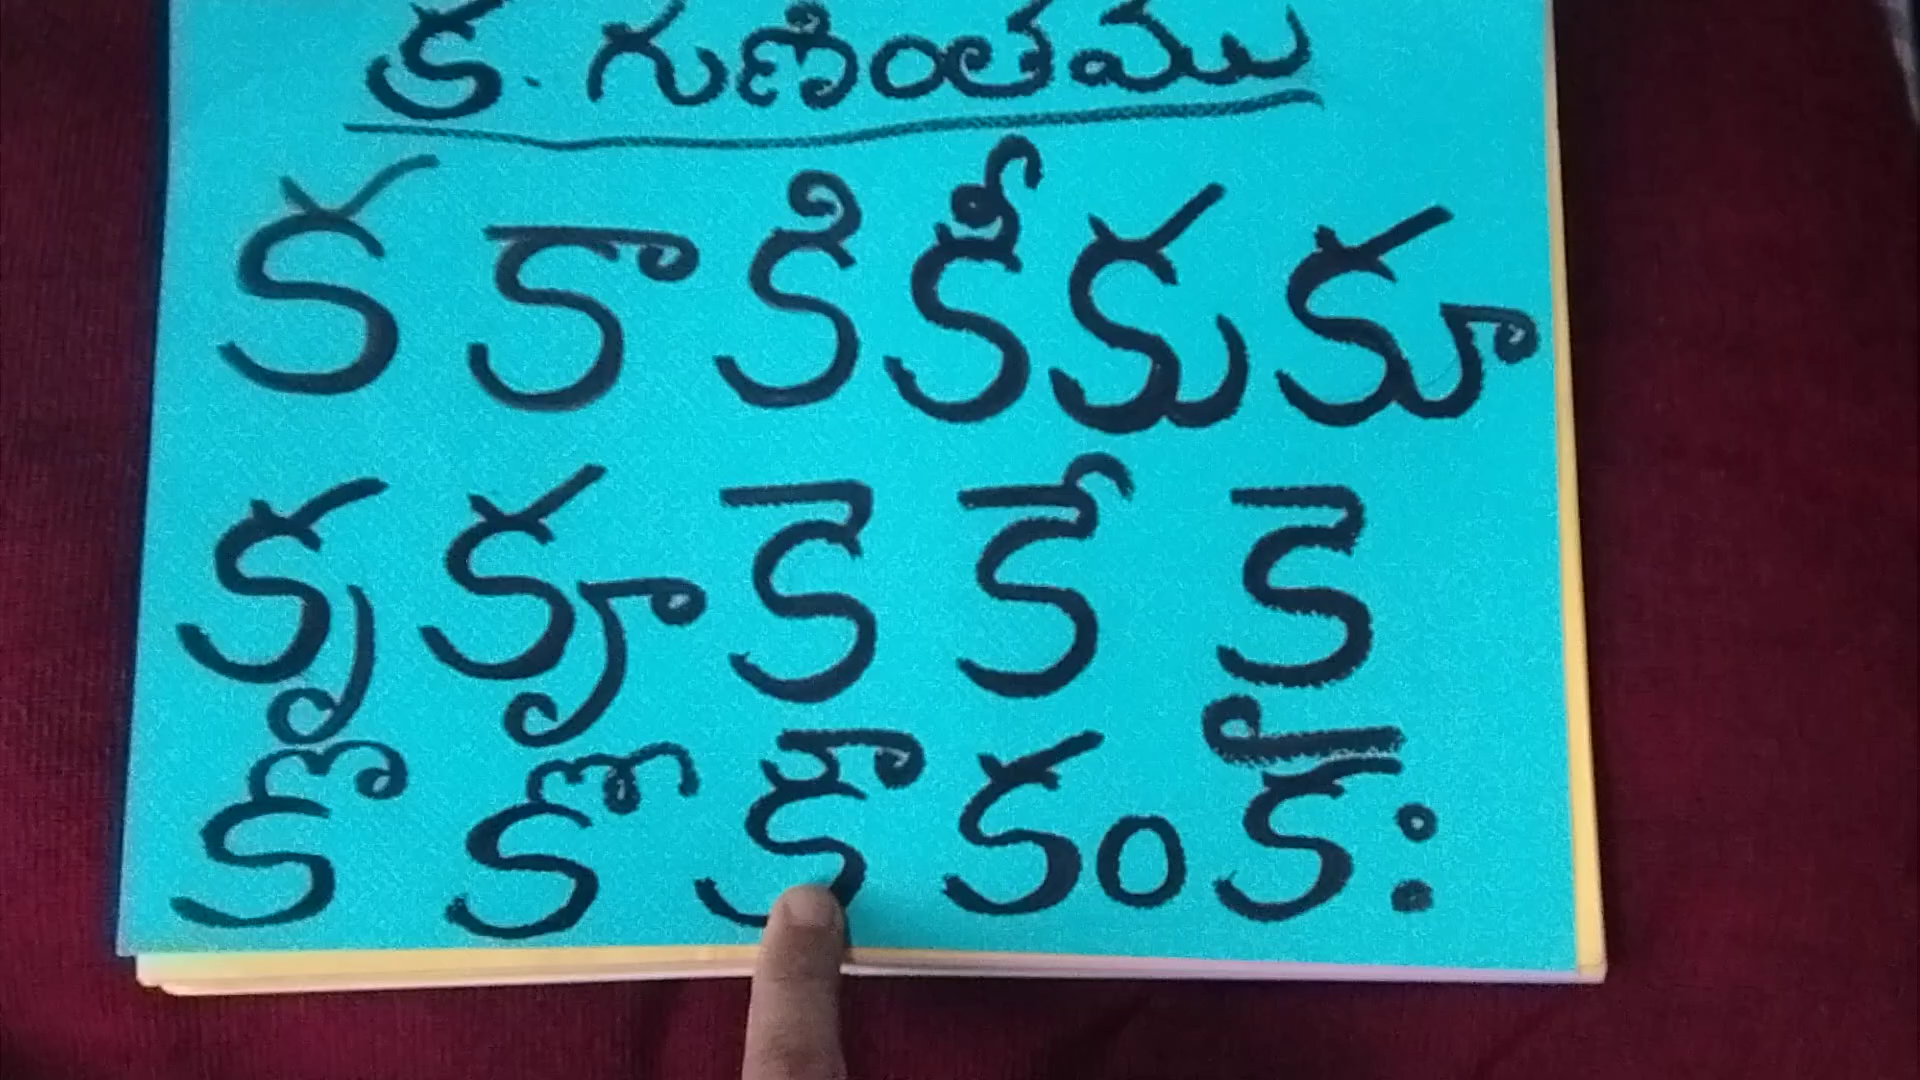 క. గుణింతము
క కా కి కీ కు కూ
కృ కౄ కె కే కై
కొ కో కౌ కం కః